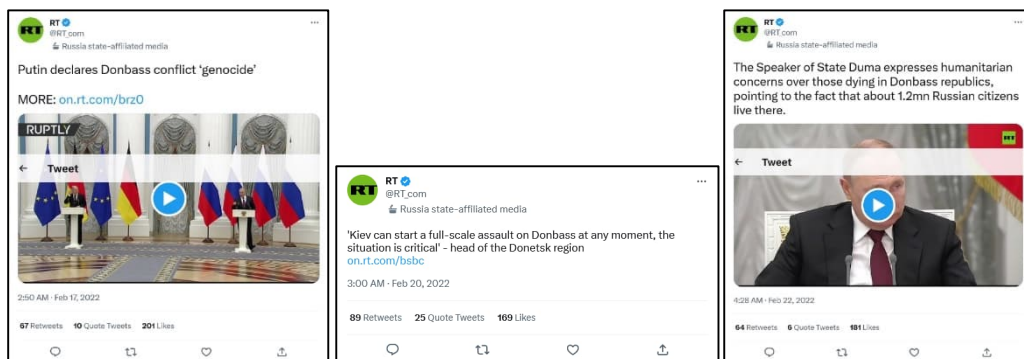 RT
@RT_com
Russia state-affiliated media
Putin declares Donbass conflict ‘genocide’
MORE: on.rt.com/brz0
RUPTLY
Tweet
2:50 AM · Feb 17, 2022
67 Retweets 10 Quote Tweets 201 Likes
RT
RT
@RT_com
Russia state-affiliated media
'Kiev can start a full-scale assault on Donbass at any moment, the
situation is critical' - head of the Donetsk region
on.rt.com/bsbc
3:00 AM · Feb 20, 2022
89 Retweets 25 Quote Tweets 169 Likes
RT
RT
@RT_com
Russia state-affiliated media
The Speaker of State Duma expresses humanitarian
concerns over those dying in Donbass republics,
pointing to the fact that about 1.2mn Russian citizens
live there.
RT
Tweet
4:28 AM · Feb 22, 2022
64 Retweets 6 Quote Tweets 181 Likes